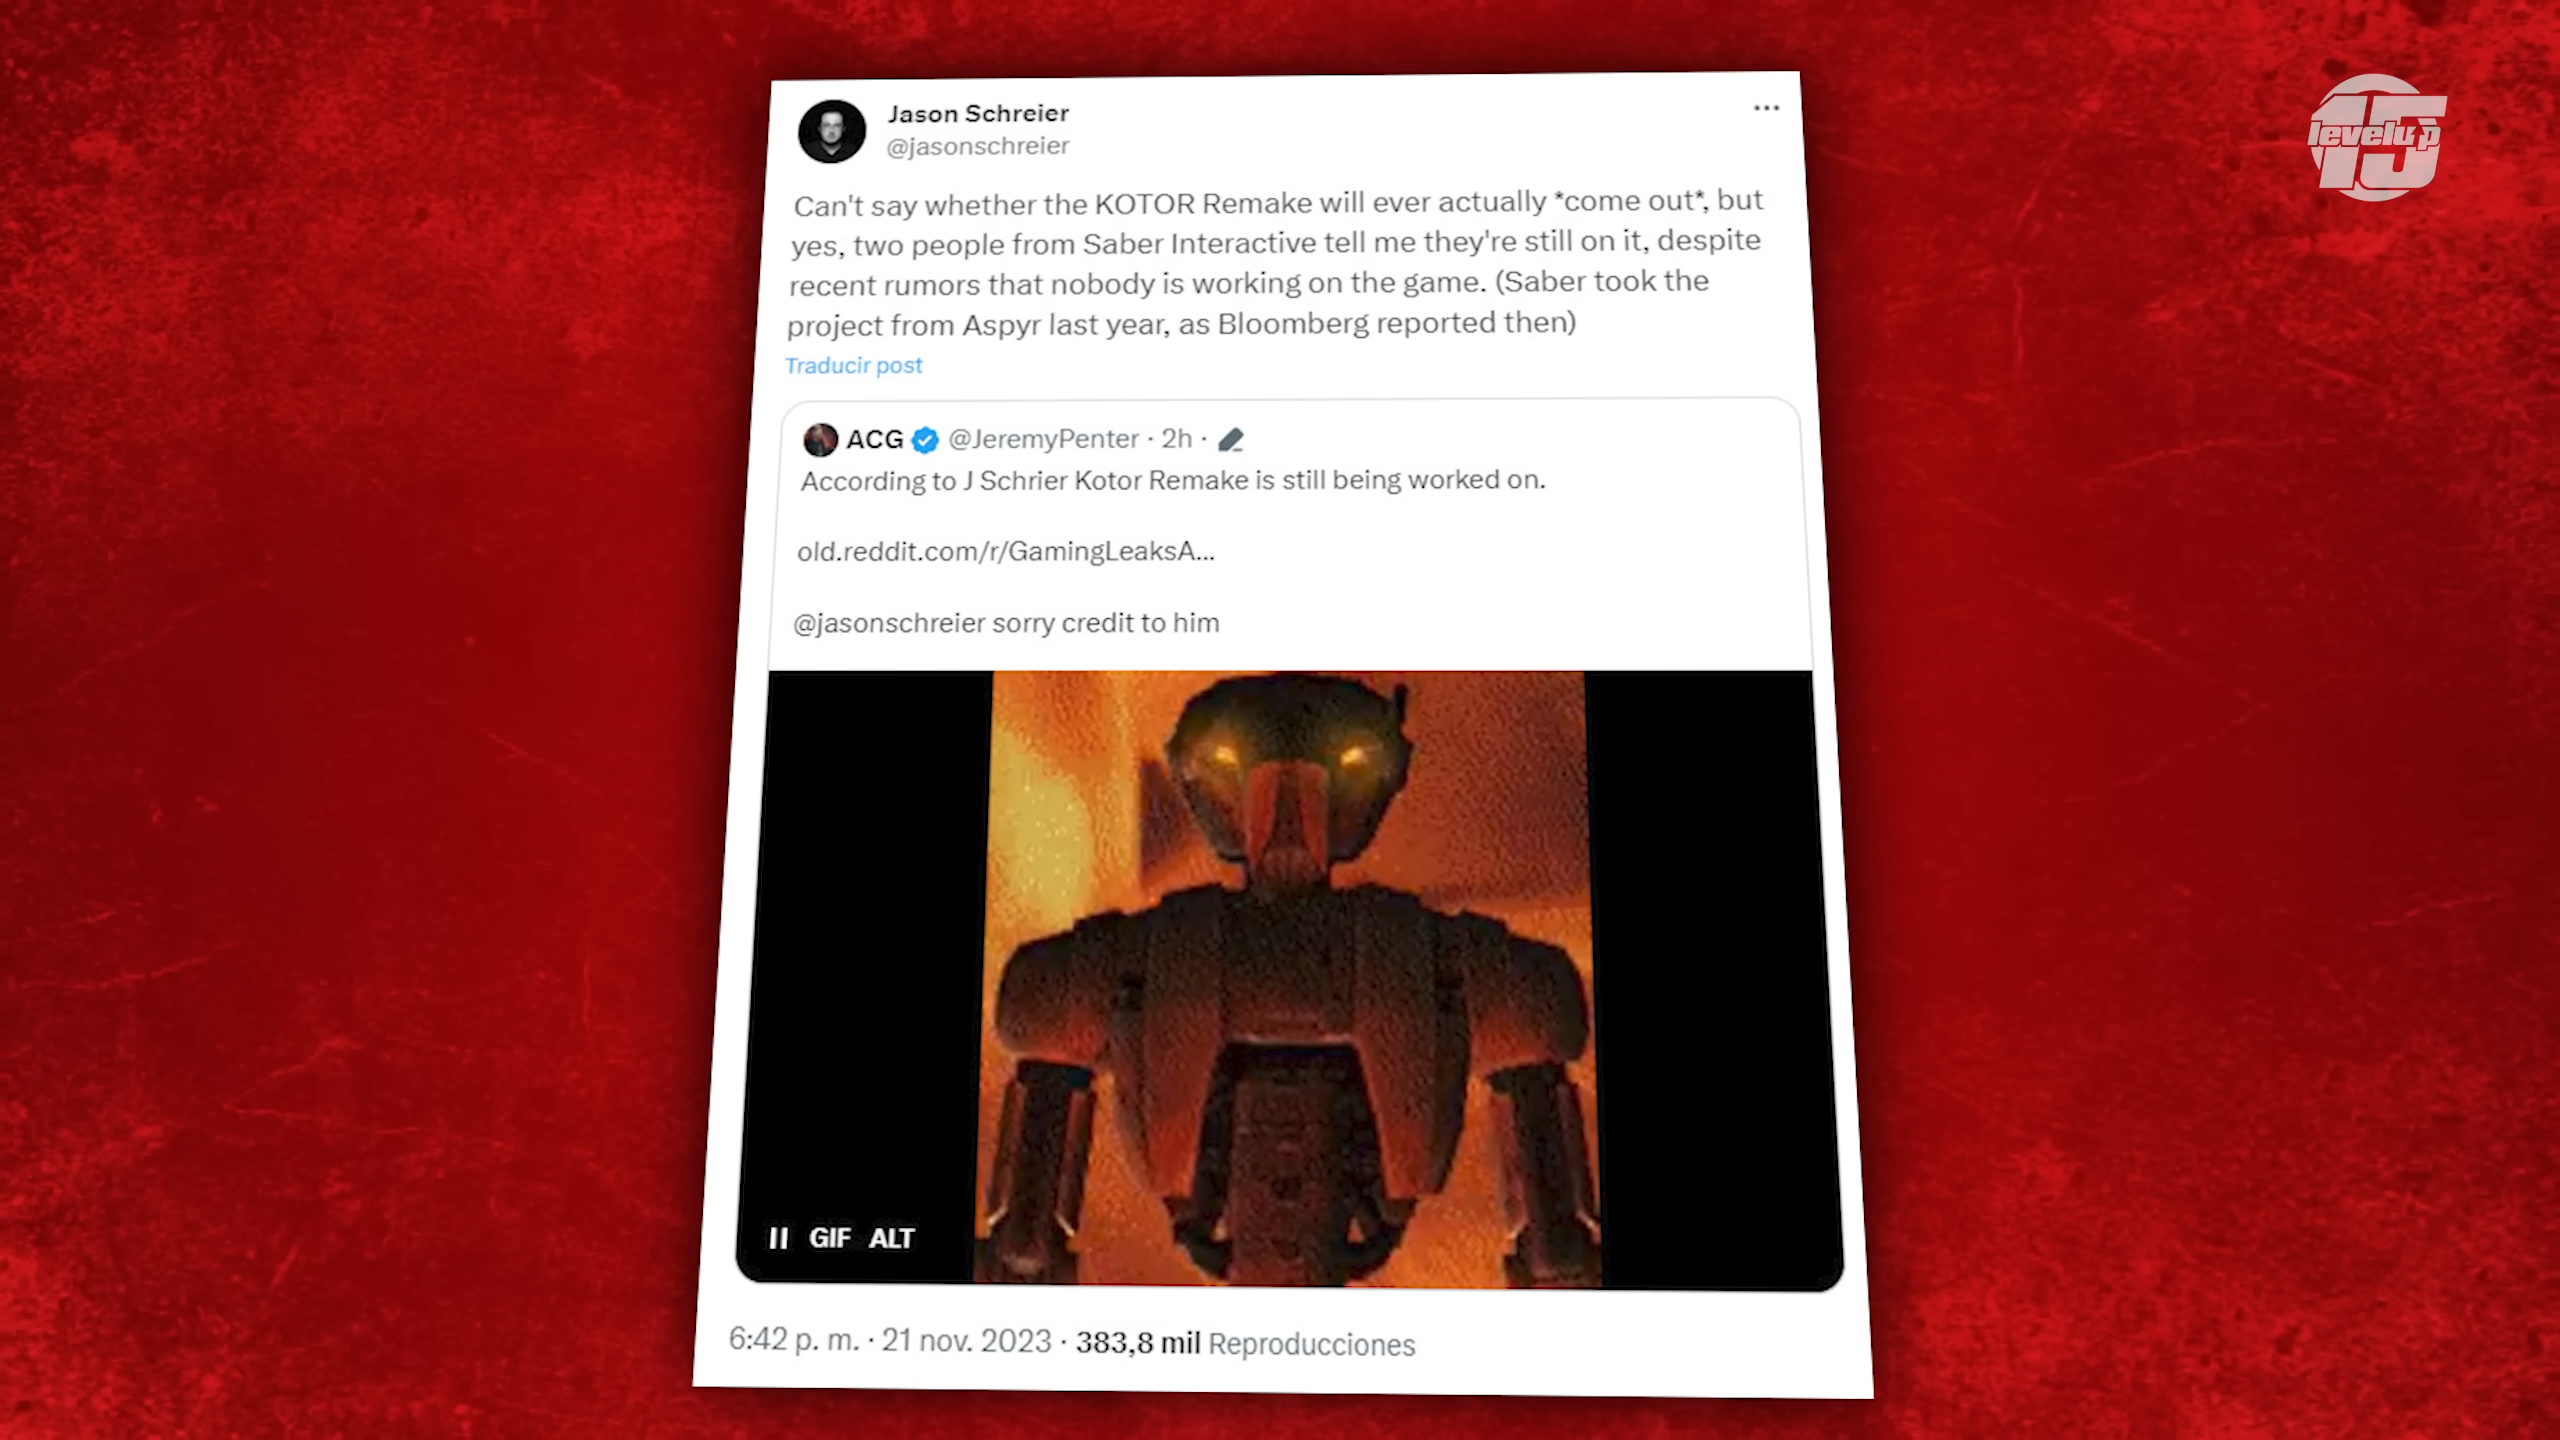 Jason Schreier
@jasonschreier
Can't say whether the KOTOR Remake will ever actually *come out*, but
yes, two people from Saber Interactive tell me they're still on it, despite
recent rumors that nobody is working on the game. (Saber took the
project from Aspyr last year, as Bloomberg reported then)
Traducir post
ACG @JeremyPenter · 2h ·
According to J Schrier Kotor Remake is still being worked on.
old.reddit.com/r/GamingLeaksA...
@jasonschreier sorry credit to him
GIF ALT
6:42 p. m. · 21 nov. 2023 · 383,8 mil Reproducciones
15
levelup